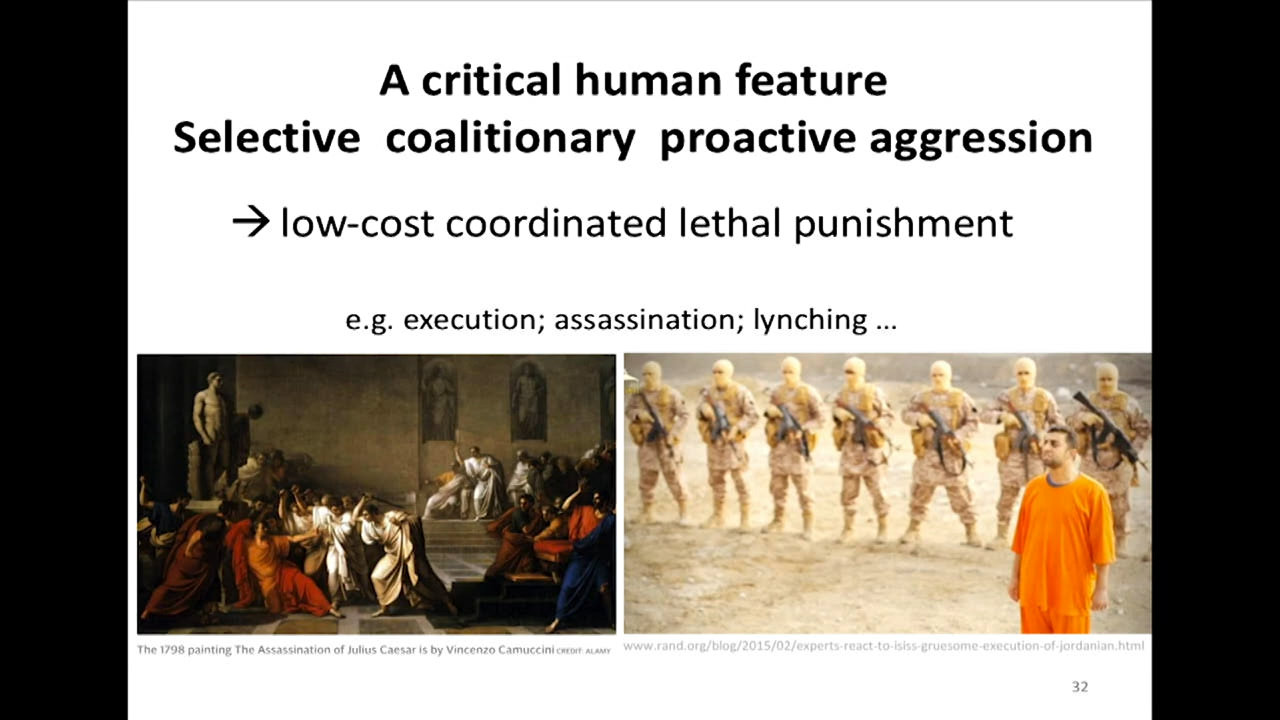 A critical human feature
Selective coalitionary proactive aggression
→ low-cost coordinated lethal punishment
e.g. execution; assassination; lynching ...
The 1798 painting The Assassination of Julius Caesar is by Vincenzo Camuccini CREDIT: ALAMY
www.rand.org/blog/2015/02/experts-react-to-isiss-gruesome-execution-of-jordanian.html
32